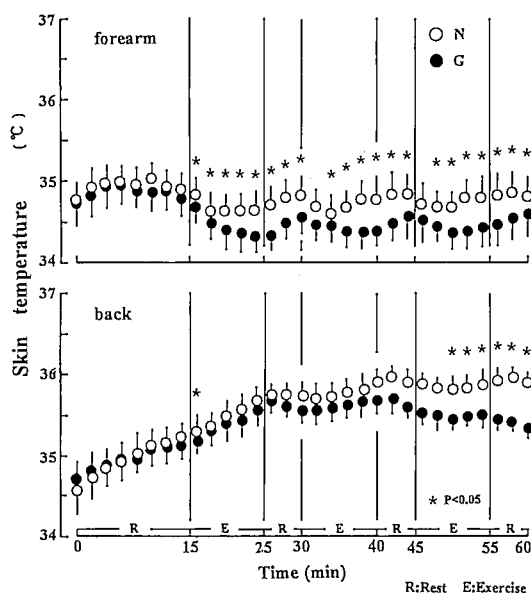 37
forearm
N
G
36
35
34
* * * * * * * * * * * * * * * * * * * *
37
back
36
35
34
*
* * * * * *
* P<0.05
R E R E R E R
0 15 25 30 40 45 55 60
Time (min)
R:Rest E:Exercise
Skin temperature (℃)